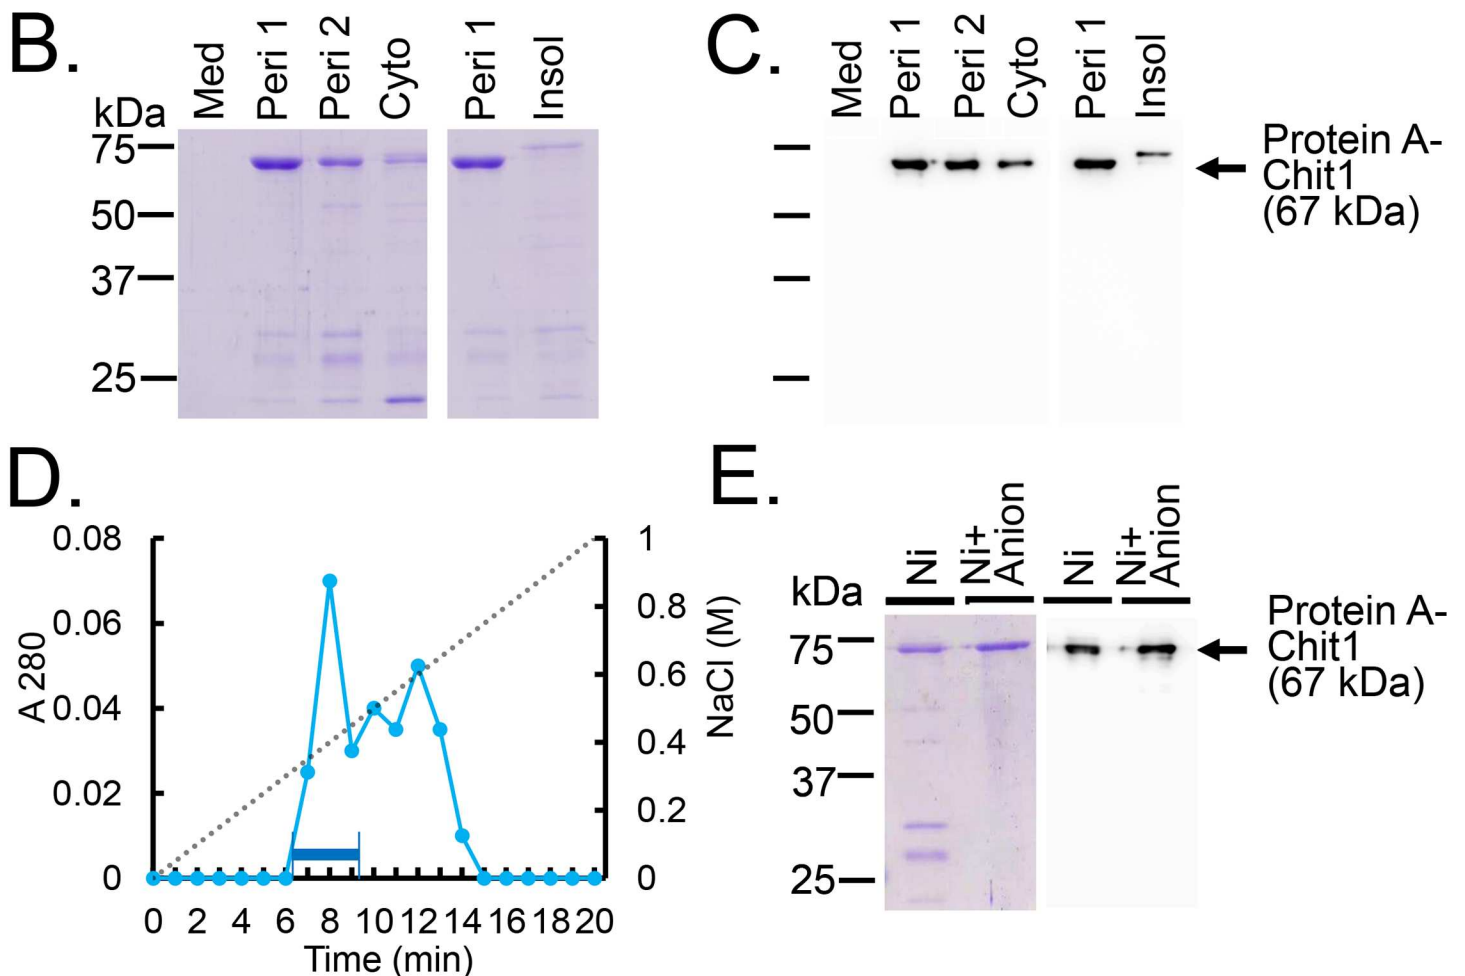 B.
Med
Peri 1
Peri 2
Cyto
Peri 1
Insol
kDa
75
50
37
25
C.
Med
Peri 1
Peri 2
Cyto
Peri 1
Insol
Protein A-
Chit1
(67 kDa)
D.
0.08
0.06
0.04
0.02
0
A 280
1
0.8
0.6
0.4
0.2
0
NaCl (M)
0 2 4 6 8 10 12 14 16 18 20
Time (min)
E.
Ni
Ni+
Anion
Ni
Ni+
Anion
kDa
75
50
37
25
Protein A-
Chit1
(67 kDa)